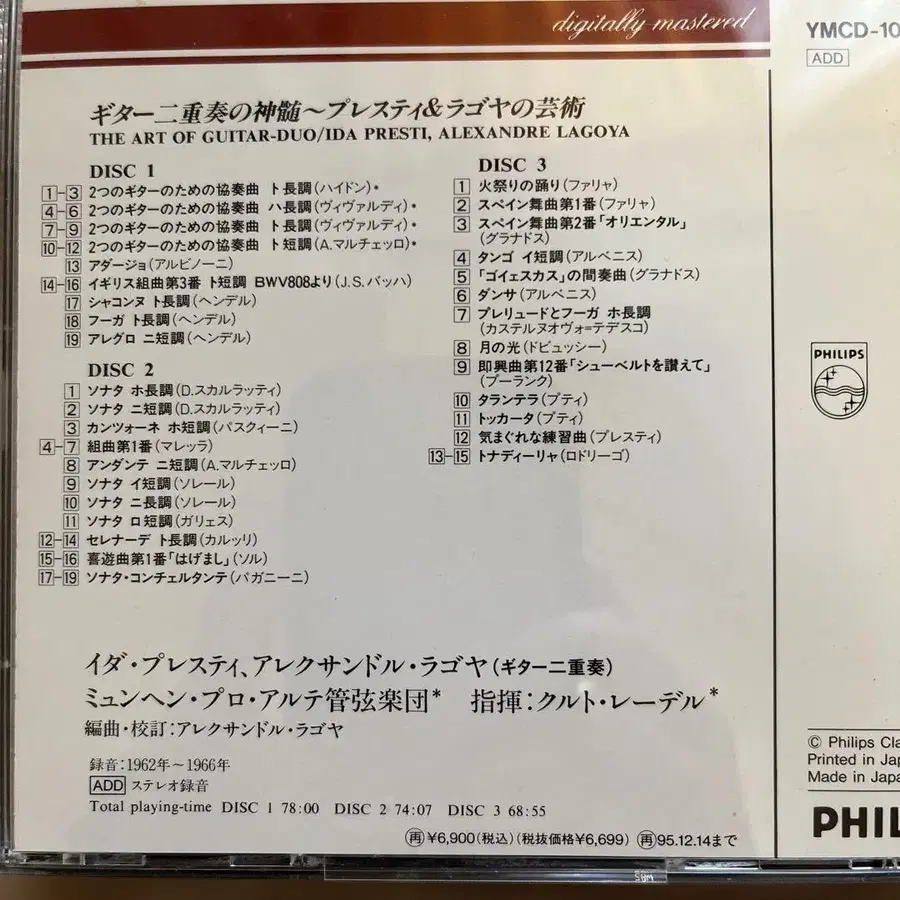 digitally mastered
YMCD-10
ADD
ギター二重奏の神髄～プレスティ&ラゴヤの芸術
THE ART OF GUITAR-DUO/IDA PRESTI, ALEXANDRE LAGOYA
DISC 1
1-3 2つのギターのための協奏曲 ト長調(ハイドン)*
4-6 2つのギターのための協奏曲 ハ長調(ヴィヴァルディ)*
7-9 2つのギターのための協奏曲 ト長調(ヴィヴァルディ)*
10-12 2つのギターのための協奏曲 ト短調(A.マルチェッロ)*
13 アダージョ(アルビノーニ)
14-16 イギリス組曲第3番 ト短調 BWV808より(J.S.バッハ)
17 シャコンヌ ト長調(ヘンデル)
18 フーガ ト長調(ヘンデル)
19 アレグロ ニ短調(ヘンデル)
DISC 2
1 ソナタ ホ長調(D.スカルラッティ)
2 ソナタ ニ短調(D.スカルラッティ)
3 カンツォーネ ホ短調(パスクィーニ)
4-7 組曲第1番(マレッラ)
8 アンダンテ ニ短調(A.マルチェッロ)
9 ソナタ イ短調(ソレール)
10 ソナタ ニ長調(ソレール)
11 ソナタ ロ短調(ガリェス)
12-14 セレナーデ ト長調(カルッリ)
15-16 喜遊曲第1番「はげまし」(ソル)
17-19 ソナタ・コンチェルタンテ(パガニーニ)
DISC 3
1 火祭りの踊り(ファリャ)
2 スペイン舞曲第1番(ファリャ)
3 スペイン舞曲第2番「オリエンタル」
(グラナドス)
4 タンゴ イ短調(アルベニス)
5 「ゴイェスカス」の間奏曲(グラナドス)
6 ダンサ(アルベニス)
7 プレリュードとフーガ ホ長調
(カステルヌオヴォ=テデスコ)
8 月の光(ドビュッシー)
9 即興曲第12番「シューベルトを讃えて」
(プーランク)
10 タランテラ(プティ)
11 トッカータ(プティ)
12 気まぐれな練習曲(プレスティ)
13-15 トナディーリャ(ロドリーゴ)
PHILIPS
イダ・プレスティ、アレクサンドル・ラゴヤ(ギター二重奏)
ミュンヘン・プロ・アルテ管弦楽団* 指揮:クルト・レーデル*
編曲・校訂:アレクサンドル・ラゴヤ
録音:1962年～1966年
ADD ステレオ録音
Total playing-time DISC 1 78:00 DISC 2 74:07 DISC 3 68:55
再¥6,900(税込)(税抜価格¥6,699) 再95.12.14まで
© Philips Cla
Printed in Jap
Made in Japa
PHIL